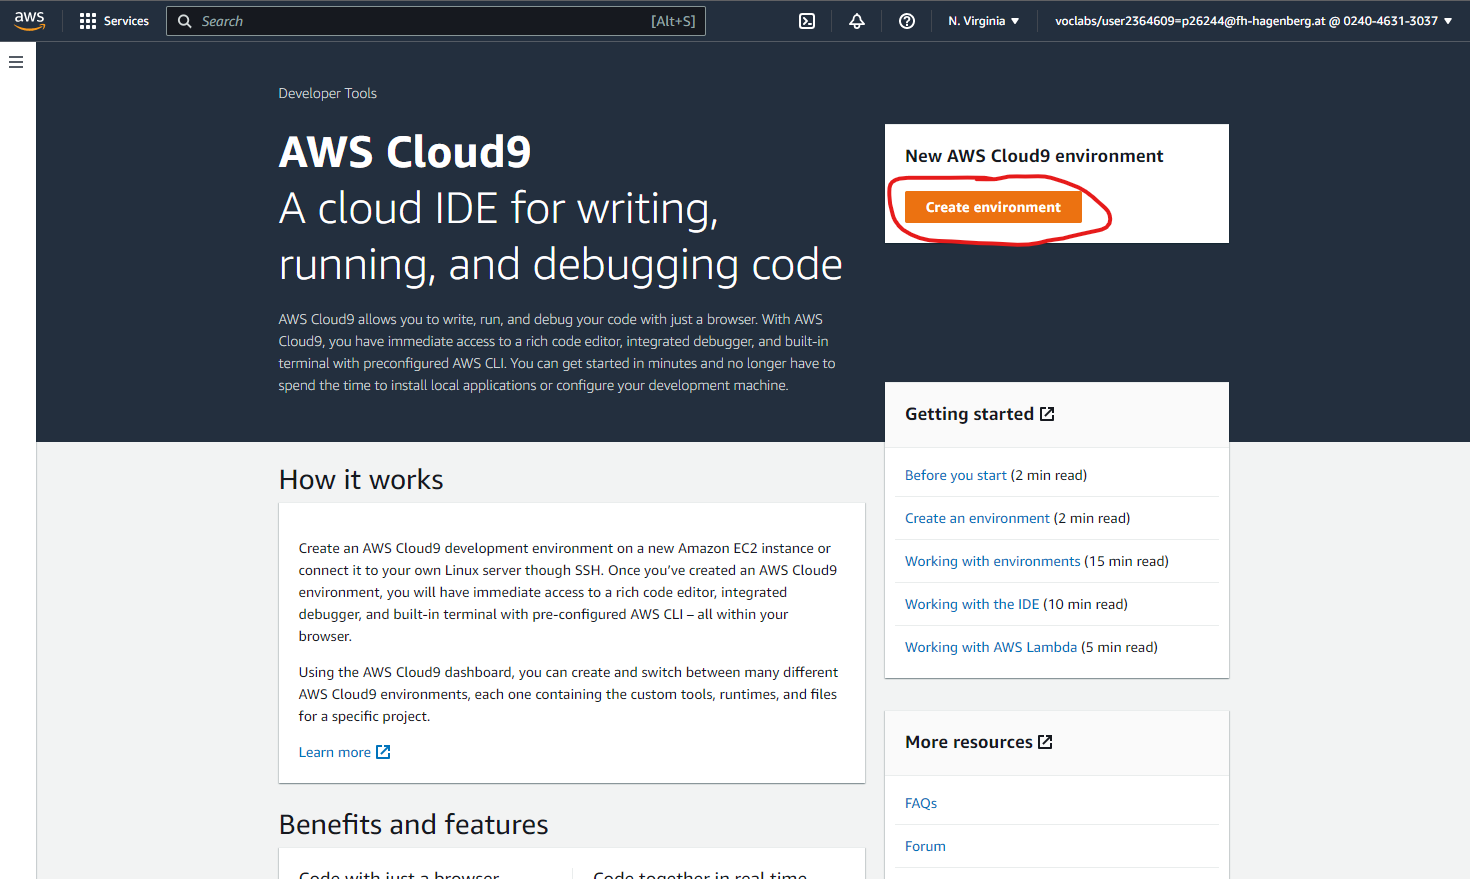 aws
Services
Search
[Alt+S]
N. Virginia
voclabs/user2364609=p26244@fh-hagenberg.at @ 0240-4631-3037
Developer Tools
AWS Cloud9
A cloud IDE for writing,
running, and debugging code
AWS Cloud9 allows you to write, run, and debug your code with just a browser. With AWS
Cloud9, you have immediate access to a rich code editor, integrated debugger, and built-in
terminal with preconfigured AWS CLI. You can get started in minutes and no longer have to
spend the time to install local applications or configure your development machine.
New AWS Cloud9 environment
Create environment
How it works
Create an AWS Cloud9 development environment on a new Amazon EC2 instance or
connect it to your own Linux server though SSH. Once you’ve created an AWS Cloud9
environment, you will have immediate access to a rich code editor, integrated
debugger, and built-in terminal with pre-configured AWS CLI – all within your
browser.
Using the AWS Cloud9 dashboard, you can create and switch between many different
AWS Cloud9 environments, each one containing the custom tools, runtimes, and files
for a specific project.
Learn more
Benefits and features
Code with just a browser
Code together in real time
Getting started
Before you start (2 min read)
Create an environment (2 min read)
Working with environments (15 min read)
Working with the IDE (10 min read)
Working with AWS Lambda (5 min read)
More resources
FAQs
Forum